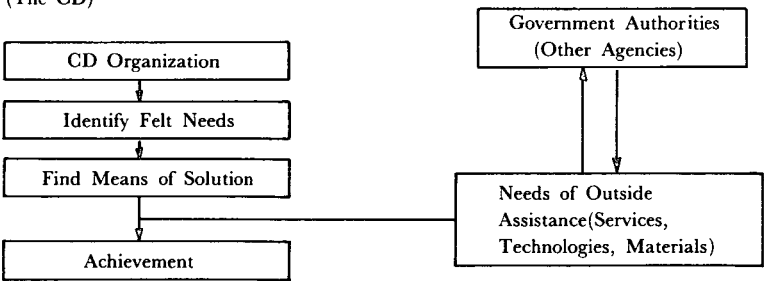 (The CD)
Government Authorities
(Other Agencies)
CD Organization
Identify Felt Needs
Find Means of Solution
Needs of Outside
Assistance(Services,
Technologies, Materials)
Achievement